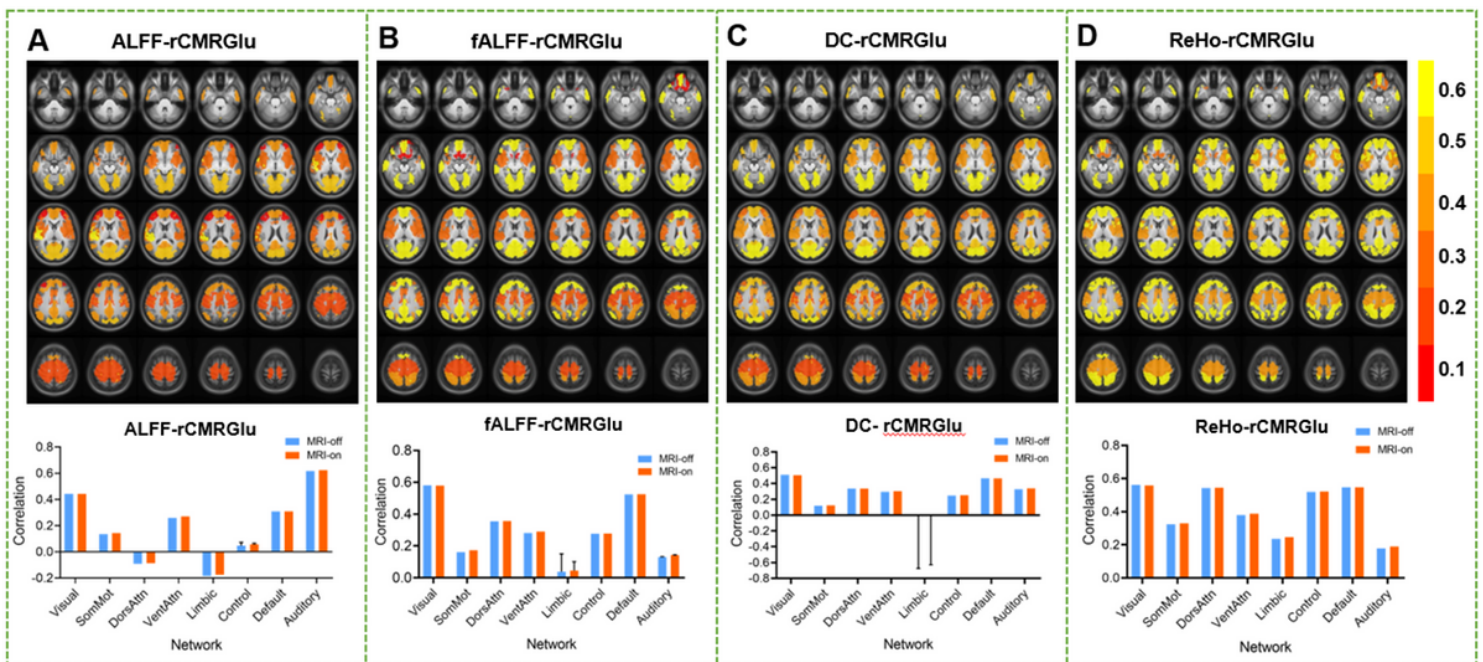 A ALFF-rCMRGlu
B fALFF-rCMRGlu
C DC-rCMRGlu
D ReHo-rCMRGlu
0.6
0.5
0.4
0.3
0.2
0.1
ALFF-rCMRGlu
MRI-off
MRI-on
Correlation
0.8
0.6
0.4
0.2
0.0
-0.2
Visual
SomMot
DorsAttn
VentAttn
Limbic
Control
Default
Auditory
Network
fALFF-rCMRGlu
MRI-off
MRI-on
Correlation
0.8
0.6
0.4
0.2
0.0
Visual
SomMot
DorsAttn
VentAttn
Limbic
Control
Default
Auditory
Network
DC- rCMRGlu
MRI-off
MRI-on
Correlation
0.8
0.6
0.4
0.2
0.0
-0.2
-0.4
-0.6
-0.8
Visual
SomMot
DorsAttn
VentAttn
Limbic
Control
Default
Auditory
Network
ReHo-rCMRGlu
MRI-off
MRI-on
Correlation
0.8
0.6
0.4
0.2
0.0
Visual
SomMot
DorsAttn
VentAttn
Limbic
Control
Default
Auditory
Network